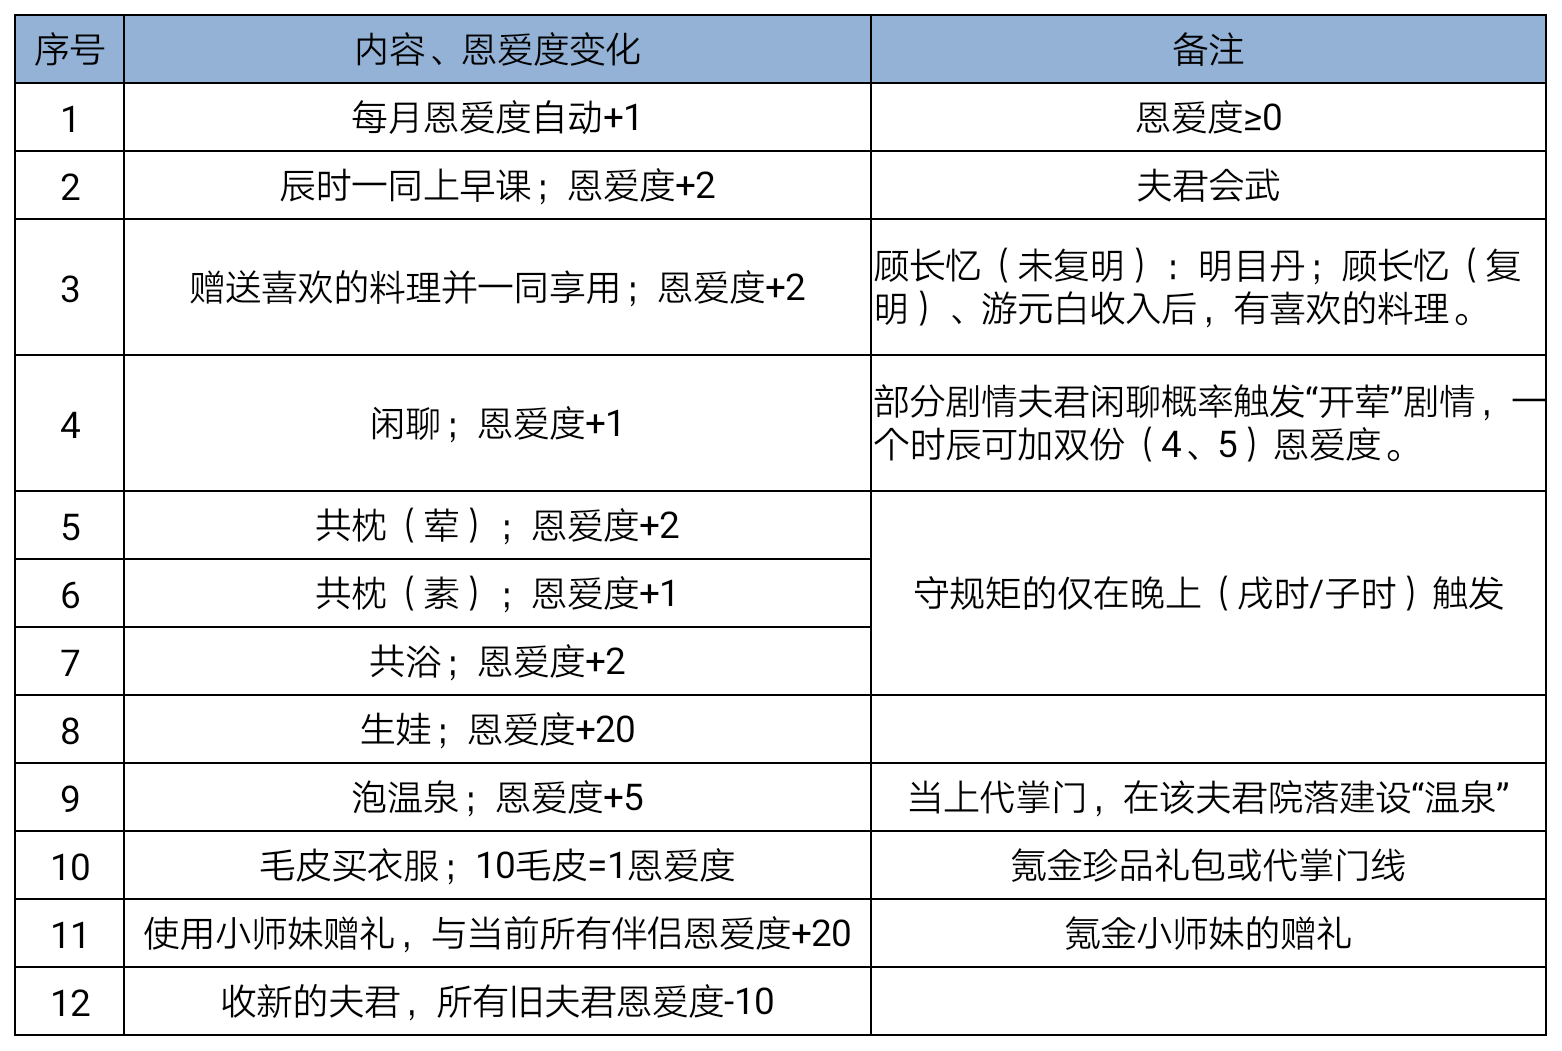 序号 内容、恩爱度变化 备注
1 每月恩爱度自动+1 恩爱度≥0
2 辰时一同上早课；恩爱度+2 夫君会武
3 赠送喜欢的料理并一同享用；恩爱度+2 顾长忆（未复明）：明目丹；顾长忆（复
明）、游元白收入后，有喜欢的料理。
4 闲聊；恩爱度+1 部分剧情夫君闲聊概率触发“开荤”剧情，一
个时辰可加双份（4、5）恩爱度。
5 共枕（荤）；恩爱度+2
6 共枕（素）；恩爱度+1 守规矩的仅在晚上（戌时/子时）触发
7 共浴；恩爱度+2
8 生娃；恩爱度+20
9 泡温泉；恩爱度+5 当上代掌门，在该夫君院落建设“温泉”
10 毛皮买衣服；10毛皮=1恩爱度 氪金珍品礼包或代掌门线
11 使用小师妹赠礼，与当前所有伴侣恩爱度+20 氪金小师妹的赠礼
12 收新的夫君，所有旧夫君恩爱度-10